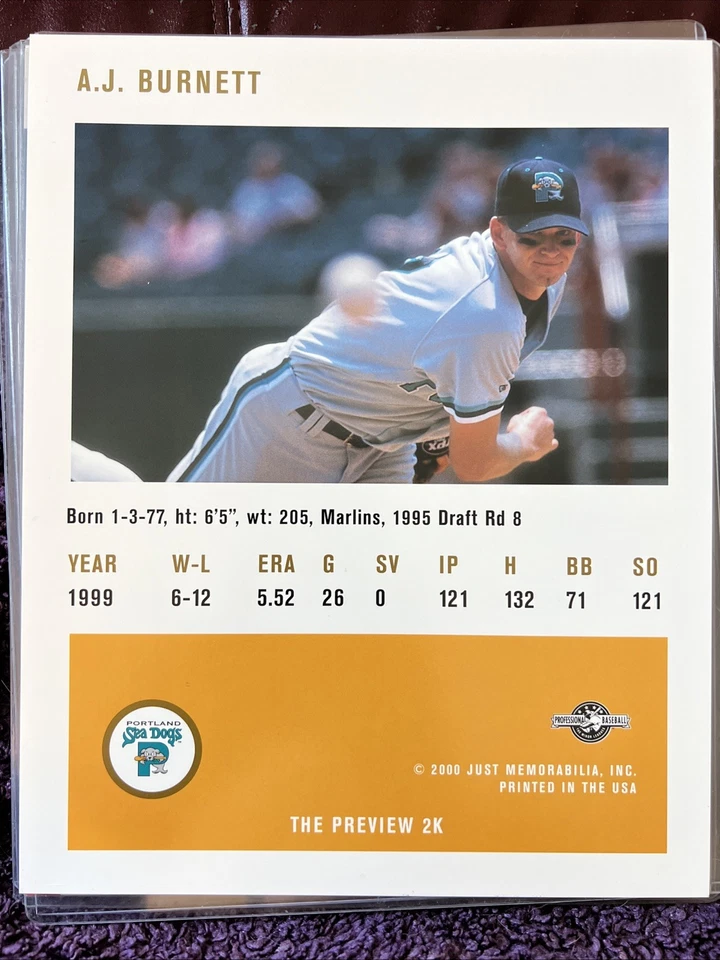 A.J. BURNETT
P
Born 1-3-77, ht: 6'5", wt: 205, Marlins, 1995 Draft Rd 8
YEAR W-L ERA G SV IP H BB SO
1999 6-12 5.52 26 0 121 132 71 121
PORTLAND
Sea Dogs
P
PROFESSIONAL BASEBALL
© 2000 JUST MEMORABILIA, INC.
PRINTED IN THE USA
THE PREVIEW 2K